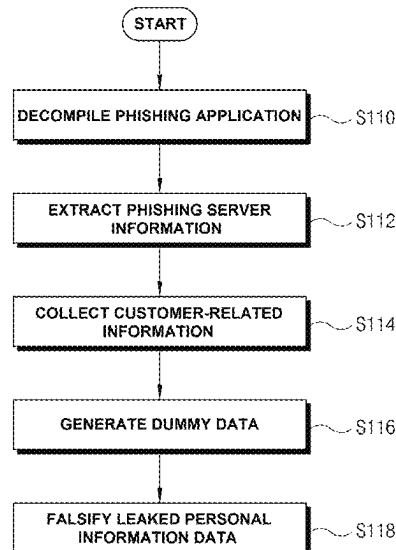 START
DECOMPILE PHISHING APPLICATION
S110
EXTRACT PHISHING SERVER
INFORMATION
S112
COLLECT CUSTOMER-RELATED
INFORMATION
S114
GENERATE DUMMY DATA
S116
FALSIFY LEAKED PERSONAL
INFORMATION DATA
S118